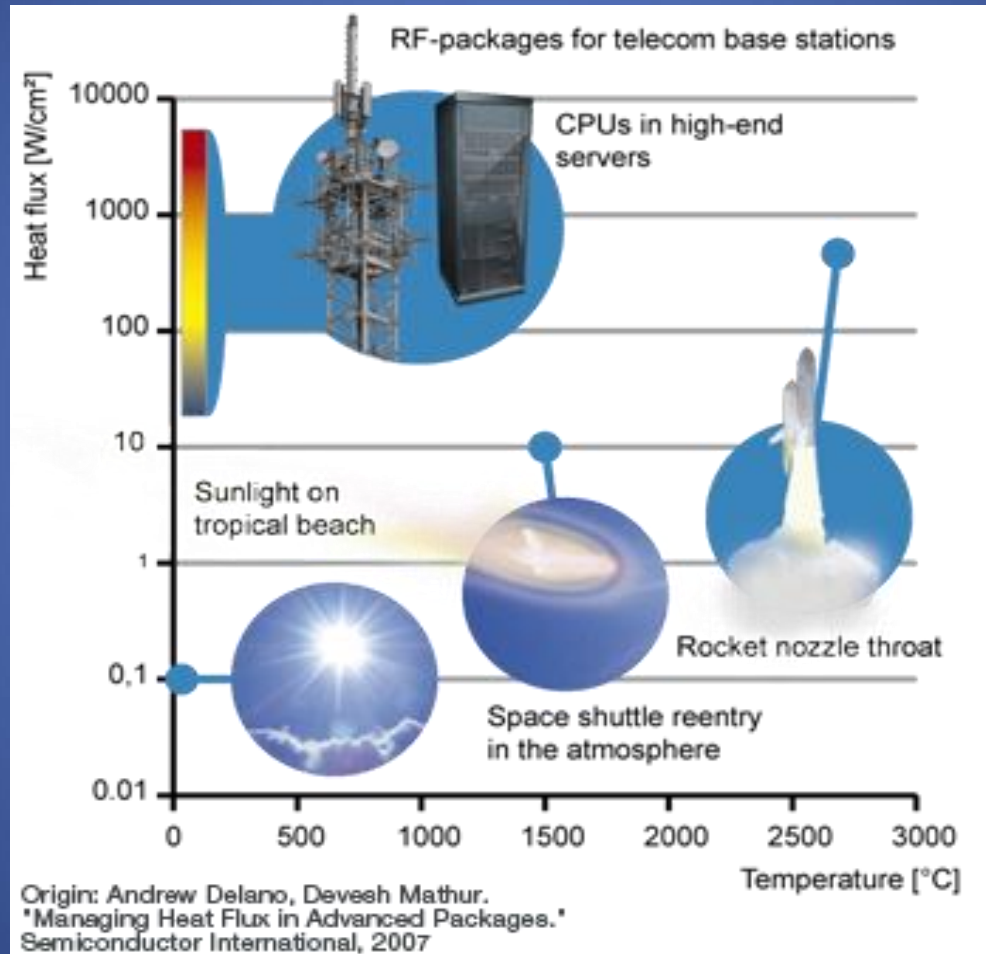 RF-packages for telecom base stations
CPUs in high-end
servers
Heat flux [W/cm²]
10000
1000
100
10
1
0,1
0.01
Sunlight on
tropical beach
Rocket nozzle throat
Space shuttle reentry
in the atmosphere
0 500 1000 1500 2000 2500 3000
Temperature [°C]
Origin: Andrew Delano, Devesh Mathur.
"Managing Heat Flux in Advanced Packages."
Semiconductor International, 2007